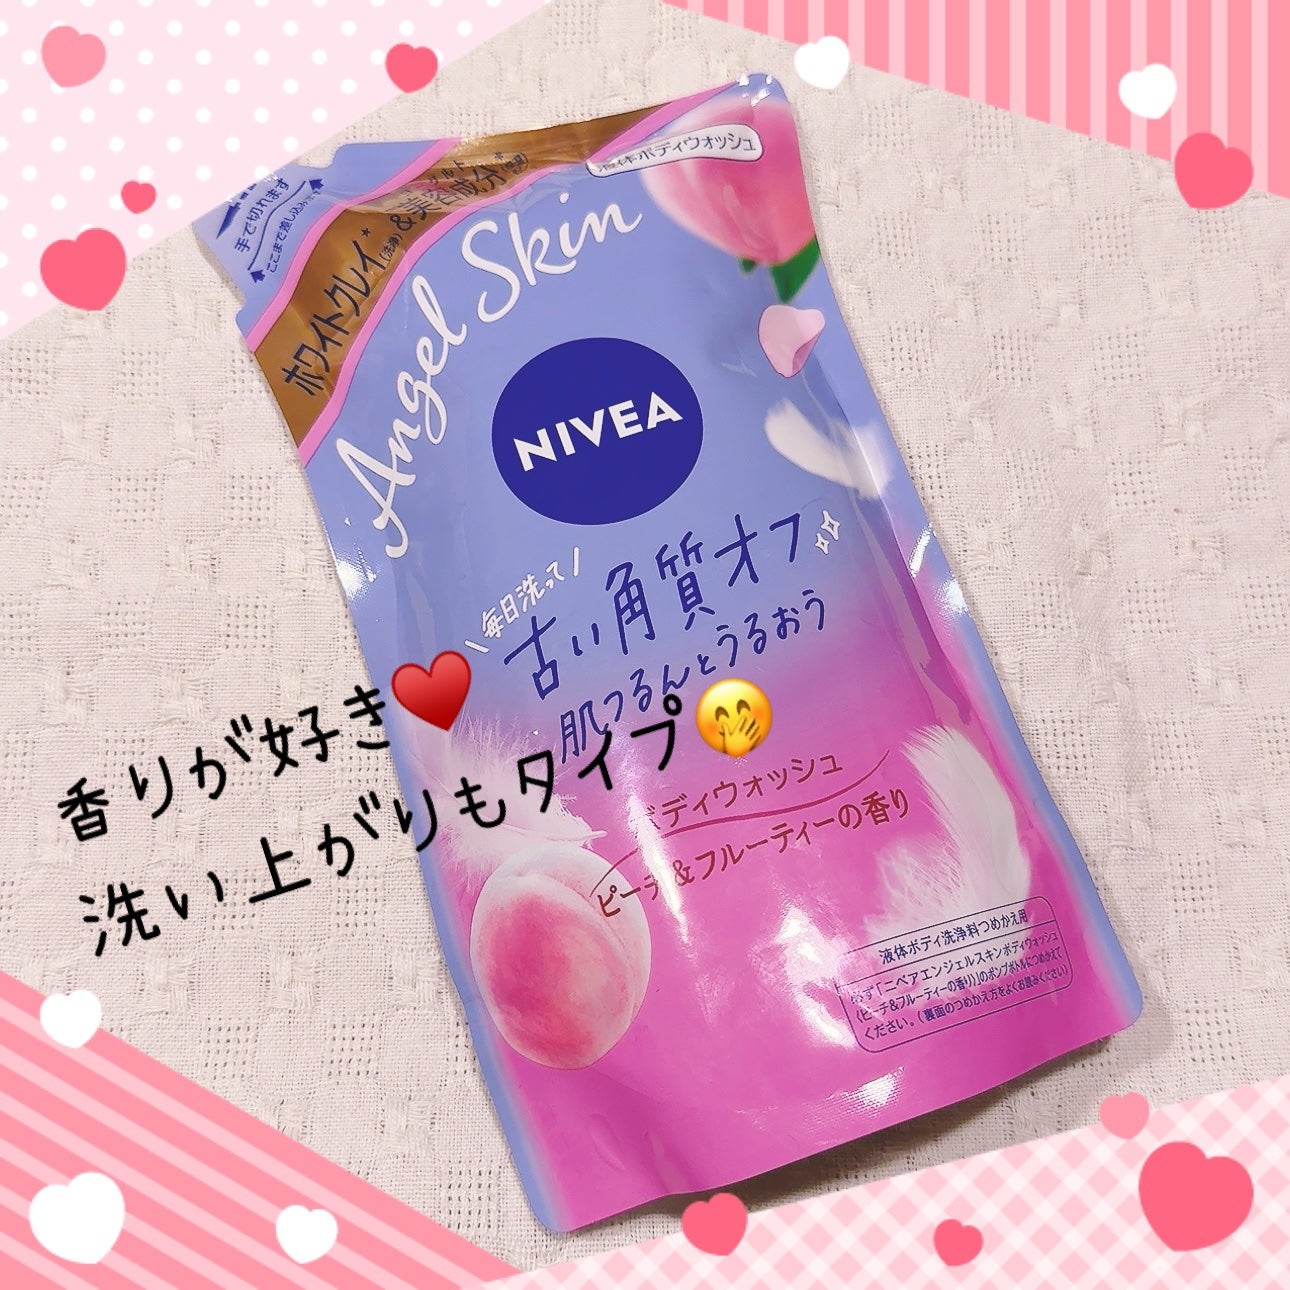 液体ボディウォッシュ
手で切れます
ここまで差し込み
ホワイトクレイ*
(洗浄)
&美容成分*
Angel Skin
NIVEA
\毎日洗って/
古い角質オフ
肌つるんとうるおう
香りが好き♥️
洗い上がりもタイプ🤭
ボディウォッシュ
ピーチ&フルーティーの香り
液体ボディ洗浄料つめかえ用
必ず「ニベアエンジェルスキンボディウォッシュ
(ピーチ&フルーティーの香り)」のポンプボトルにつめかえて
ください。(裏面のつめかえ方をよくお読みください)